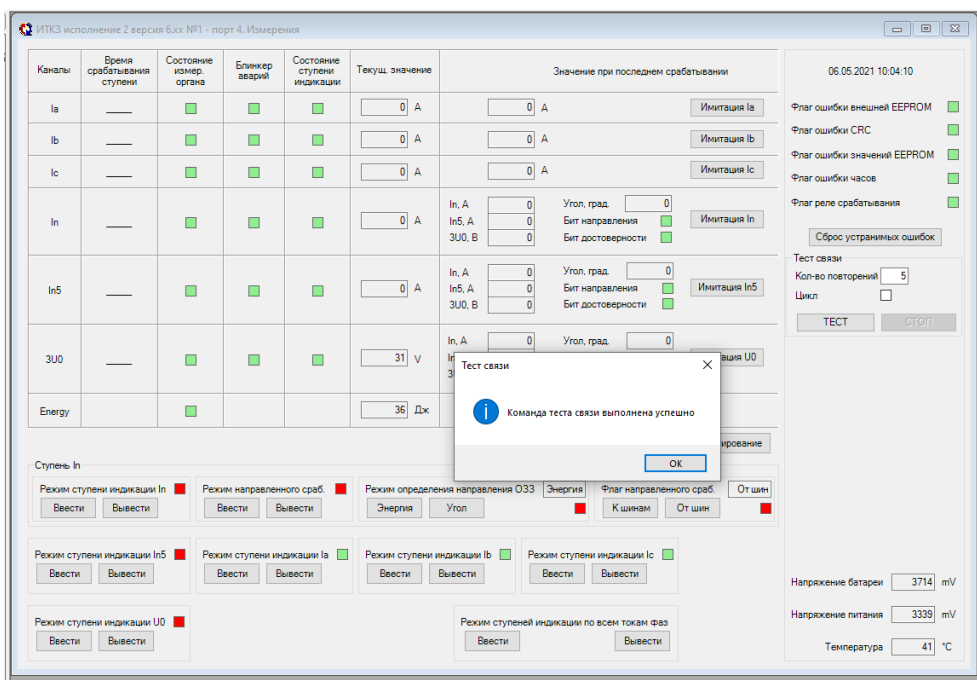 ИТКЗ исполнение 2 версия 6.xx №1 - порт 4. Измерения
Каналы
Время срабатывания ступени
Состояние измер. органа
Блинкер аварий
Состояние ступени индикации
Текущ. значение
Значение при последнем срабатывании
06.05.2021 10:04:10
Ia 0 A 0 A Имитация Ia
Ib 0 A 0 A Имитация Ib
Ic 0 A 0 A Имитация Ic
In 0 A
In, A 0 Угол, град. 0
In5, A 0 Бит направления
3U0, B 0 Бит достоверности
Имитация In
In5 0 A
In, A 0 Угол, град. 0
In5, A 0 Бит направления
3U0, B 0 Бит достоверности
Имитация In5
3U0 31 V
In, A 0 Угол, град. 0
ация U0
Energy 36 Дж
ирование
Тест связи
Команда теста связи выполнена успешно
OK
Флаг ошибки внешней EEPROM
Флаг ошибки CRC
Флаг ошибки значений EEPROM
Флаг ошибки часов
Флаг реле срабатывания
Сброс устранимых ошибок
Тест связи
Кол-во повторений 5
Цикл
ТЕСТ СТОП
Ступень In
Режим ступени индикации In
Ввести Вывести
Режим направленного сраб.
Ввести Вывести
Режим определения направления ОЗЗ Энергия
Энергия Угол
Флаг направленного сраб. От шин
К шинам От шин
Режим ступени индикации In5
Ввести Вывести
Режим ступени индикации Ia
Ввести Вывести
Режим ступени индикации Ib
Ввести Вывести
Режим ступени индикации Ic
Ввести Вывести
Режим ступени индикации U0
Ввести Вывести
Режим ступеней индикации по всем токам фаз
Ввести Вывести
Напряжение батареи 3714 mV
Напряжение питания 3339 mV
Температура 41 °C